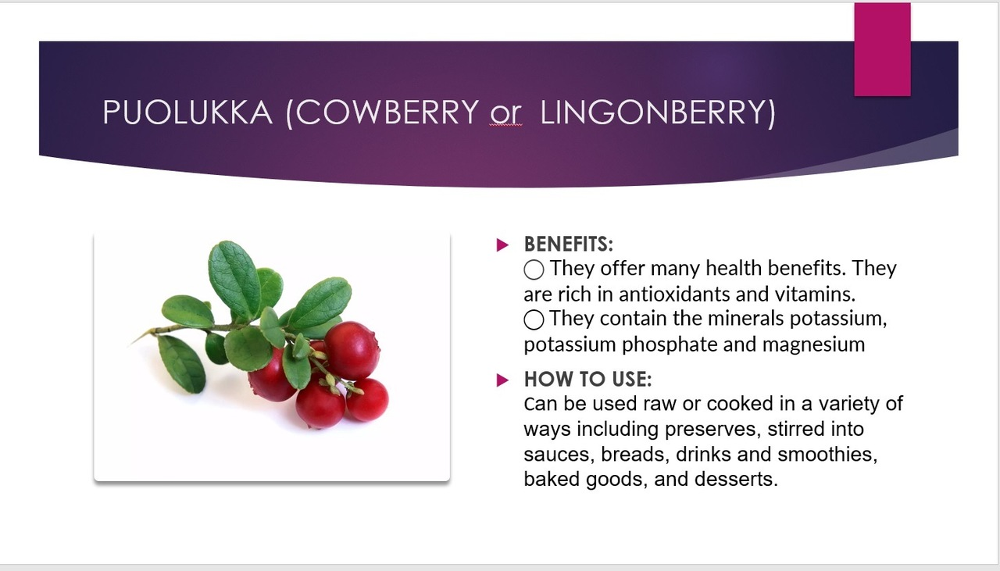 PUOLUKKA (COWBERRY or LINGONBERRY)
BENEFITS:
◯ They offer many health benefits. They
are rich in antioxidants and vitamins.
◯ They contain the minerals potassium,
potassium phosphate and magnesium
HOW TO USE:
Can be used raw or cooked in a variety of
ways including preserves, stirred into
sauces, breads, drinks and smoothies,
baked goods, and desserts.